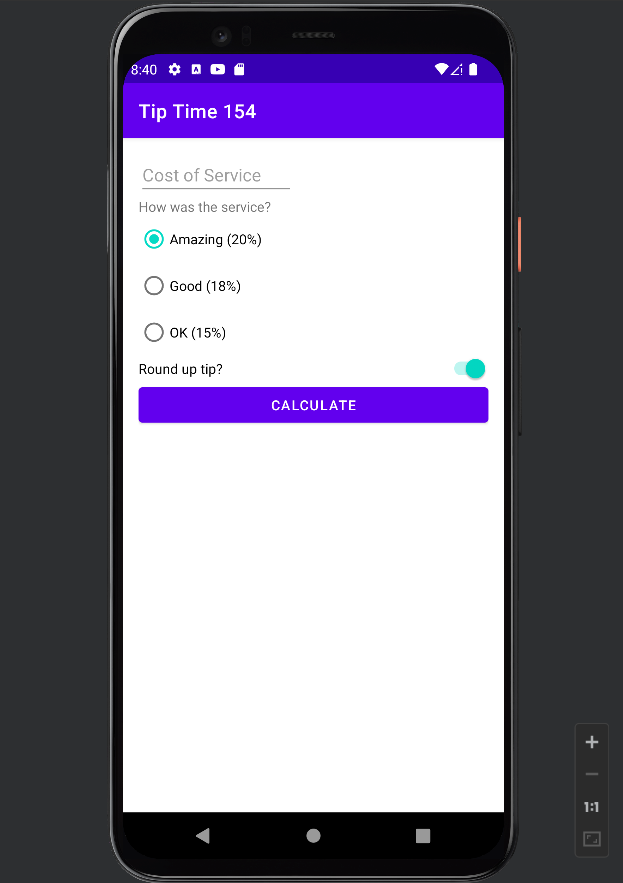 8:40
Tip Time 154
Cost of Service
How was the service?
Amazing (20%)
Good (18%)
OK (15%)
Round up tip?
CALCULATE
1:1